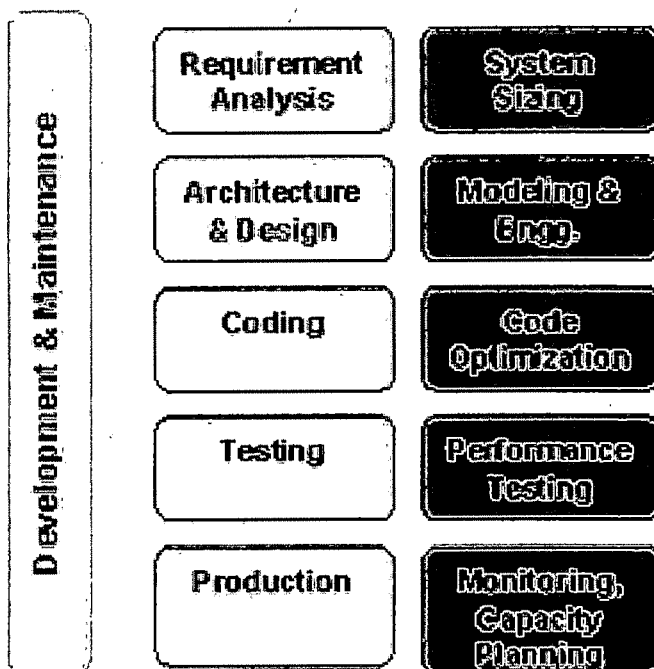 Development & Maintenance
Requirement
Analysis
System
Sizing
Architecture
& Design
Modeling &
Engg.
Coding
Code
Optimization
Testing
Performance
Testing
Production
Monitoring,
Capacity
Planning